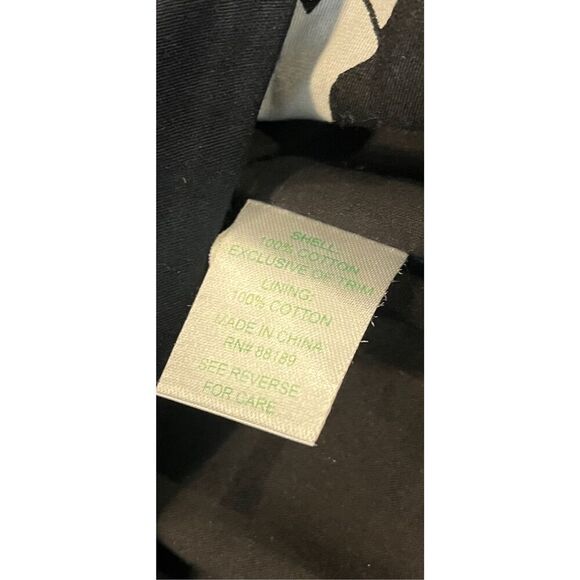 SHELL:
100% COTTON
EXCLUSIVE OF TRIM
LINING:
100% COTTON
MADE IN CHINA
RN# 88189
SEE REVERSE
FOR CARE